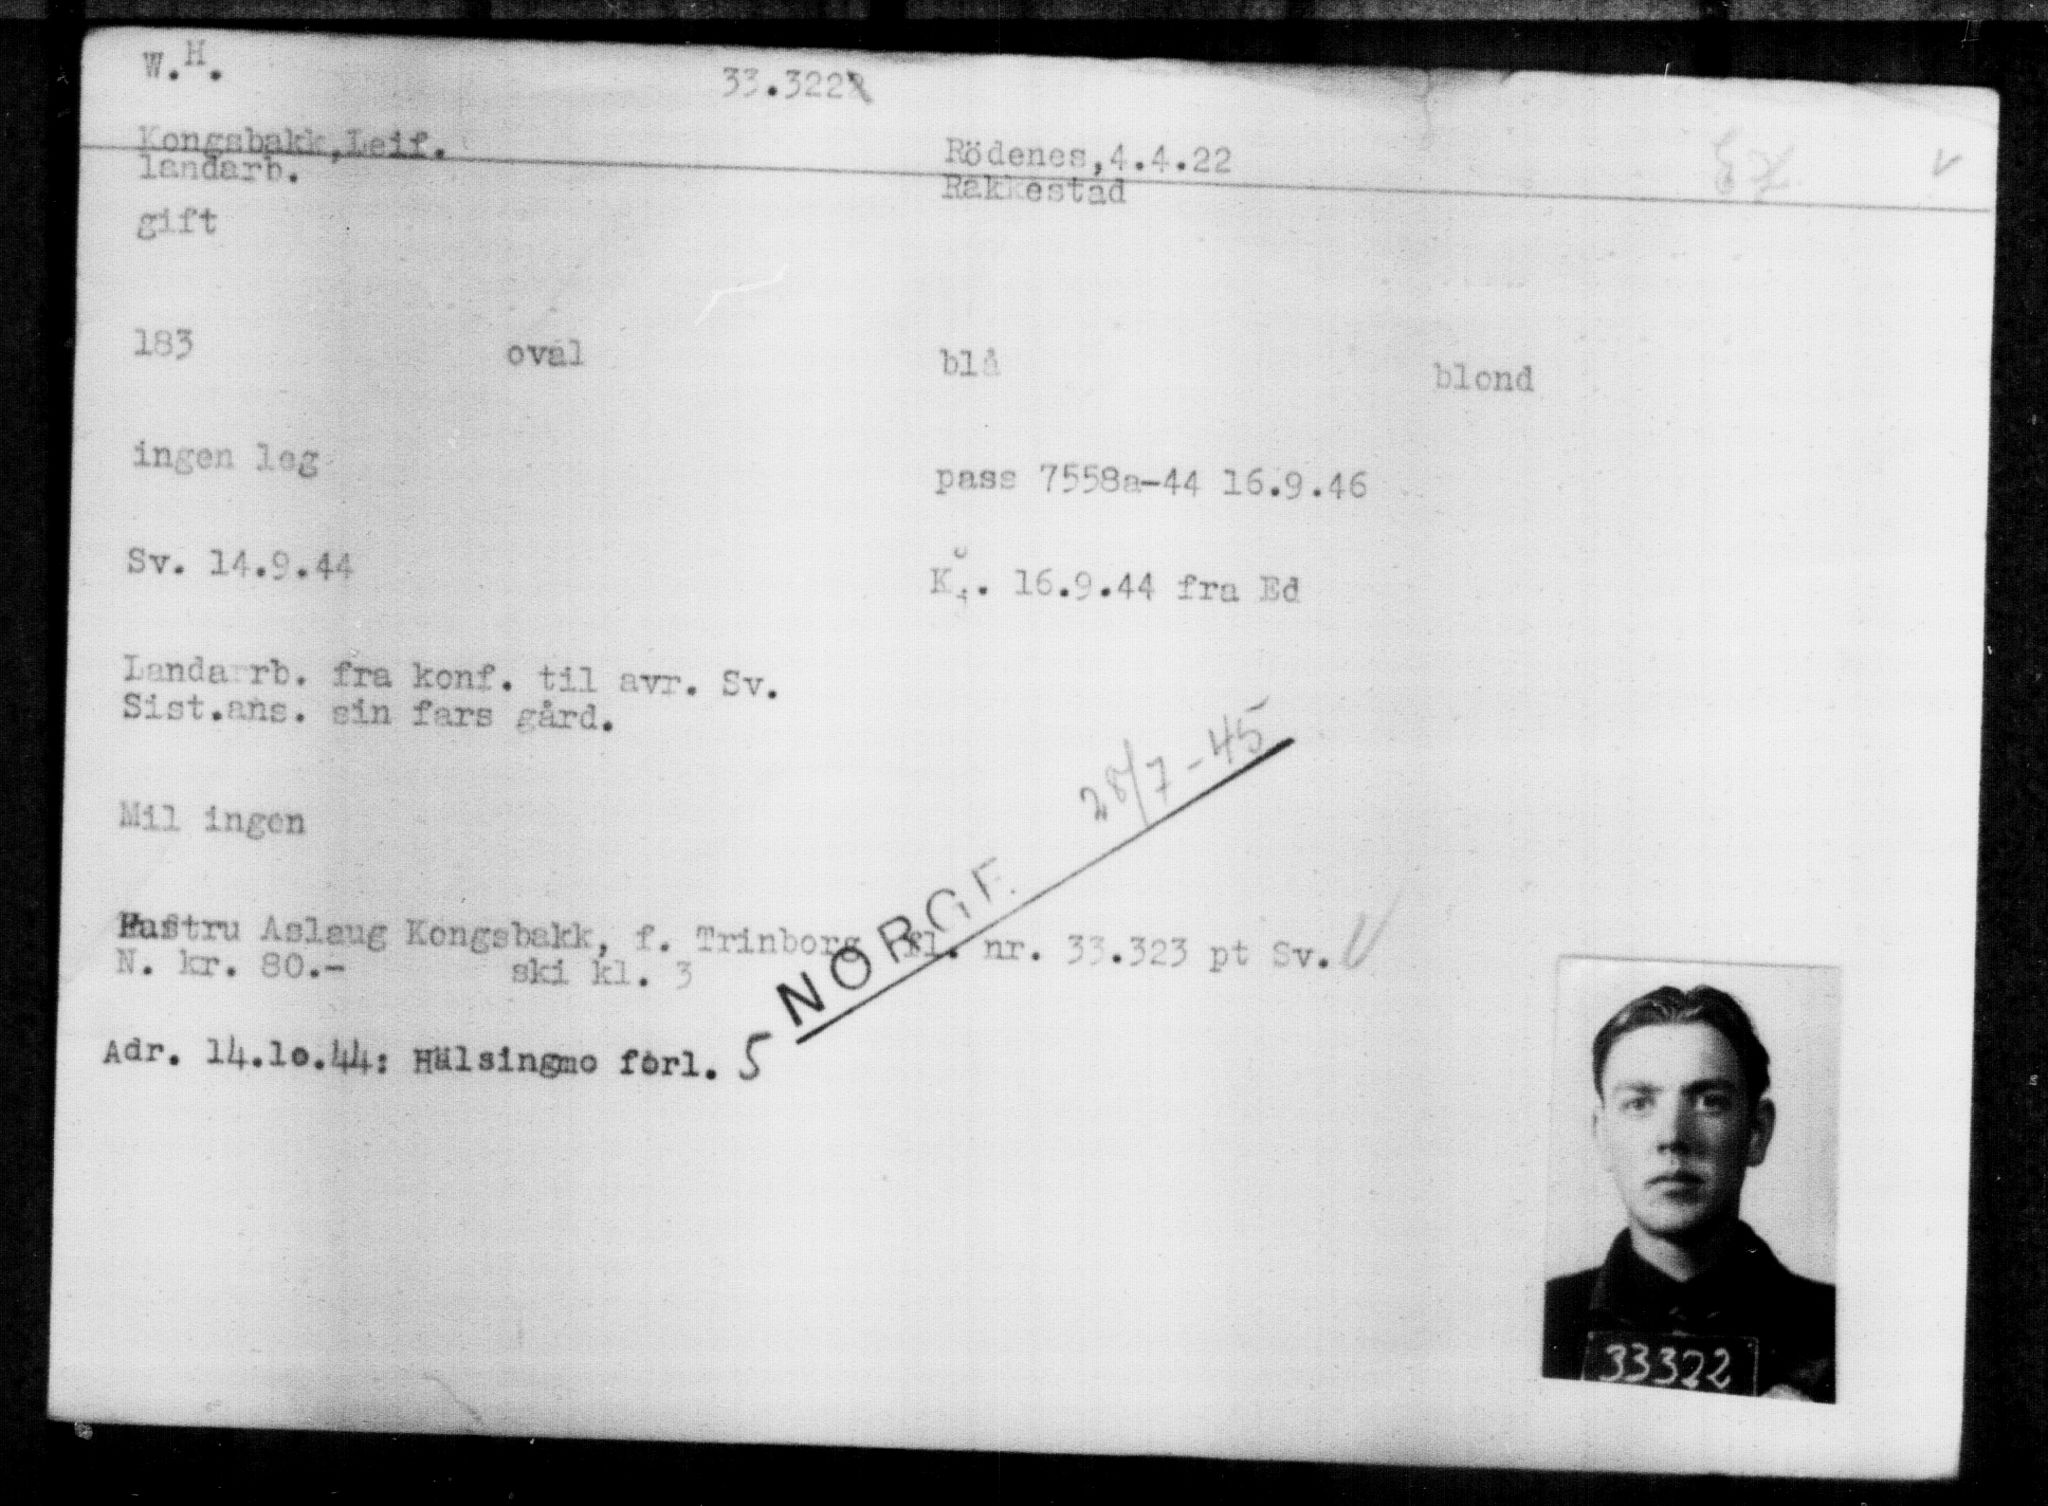 W.H.
33.322
Kongsbakk,Leif.
Rödenes,4.4.22
landarb.
Rakkestad
gift
183 oval blå blond
ingen leg
pass 7558a-44 16.9.46
Sv. 14.9.44
16.9.44 fra Ed
Landarrb. fra konf. til avr. Sv.
Sist.ans. sin fars gård.
28/7-45
Mil ingen
NORGE
Hustru Aslaug Kongsbakk, f. Trinborg fl. nr. 33.323 pt Sv.
N. kr. 80.- ski kl. 3
Adr. 14.10.44: Hälsingmo forl. 5
33322